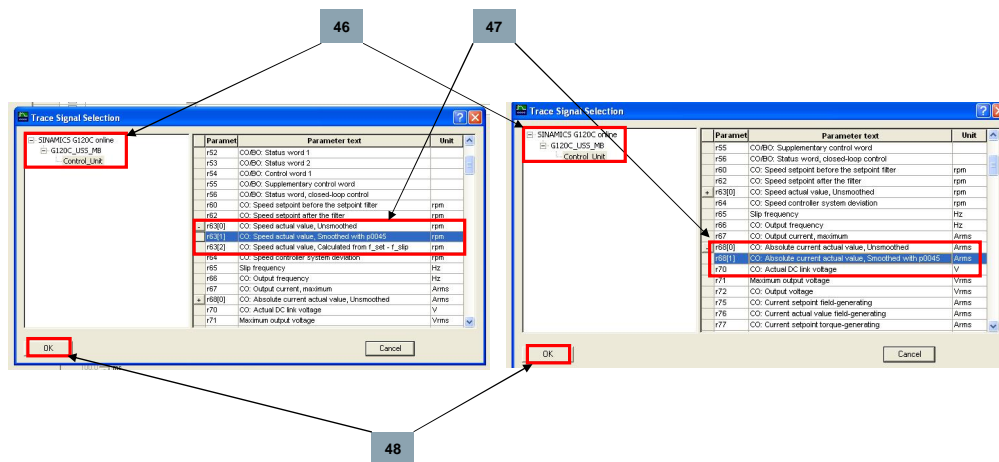 46
47
Trace Signal Selection
SINAMICS G120C online
G120C_USS_MB
Control_Unit
Paramet Parameter text Unit
r52 CO/BO: Status word 1
r53 CO/BO: Status word 2
r54 CO/BO: Control word 1
r55 CO/BO: Supplementary control word
r56 CO/BO: Status word, closed-loop control
r60 CO: Speed setpoint before the setpoint filter rpm
r62 CO: Speed setpoint after the filter rpm
- r63[0] CO: Speed actual value, Unsmoothed rpm
r63[1] CO: Speed actual value, Smoothed with p0045 rpm
r63[2] CO: Speed actual value, Calculated from f_set - f_slip rpm
r64 CO: Speed controller system deviation rpm
r65 Slip frequency Hz
r66 CO: Output frequency Hz
r67 CO: Output current, maximum Arms
+ r68[0] CO: Absolute current actual value, Unsmoothed Arms
r70 CO: Actual DC link voltage V
r71 Maximum output voltage Vrms
OK Cancel
Trace Signal Selection
SINAMICS G120C online
G120C_USS_MB
Control_Unit
Paramet Parameter text Unit
r55 CO/BO: Supplementary control word
r56 CO/BO: Status word, closed-loop control
r60 CO: Speed setpoint before the setpoint filter rpm
r62 CO: Speed setpoint after the filter rpm
+ r63[0] CO: Speed actual value, Unsmoothed rpm
r64 CO: Speed controller system deviation rpm
r65 Slip frequency Hz
r66 CO: Output frequency Hz
r67 CO: Output current, maximum Arms
- r68[0] CO: Absolute current actual value, Unsmoothed Arms
r68[1] CO: Absolute current actual value, Smoothed with p0045 Arms
r70 CO: Actual DC link voltage V
r71 Maximum output voltage Vrms
r72 CO: Output voltage Vrms
r75 CO: Current setpoint field-generating Arms
r76 CO: Current actual value field-generating Arms
r77 CO: Current setpoint torque-generating Arms
OK Cancel
48